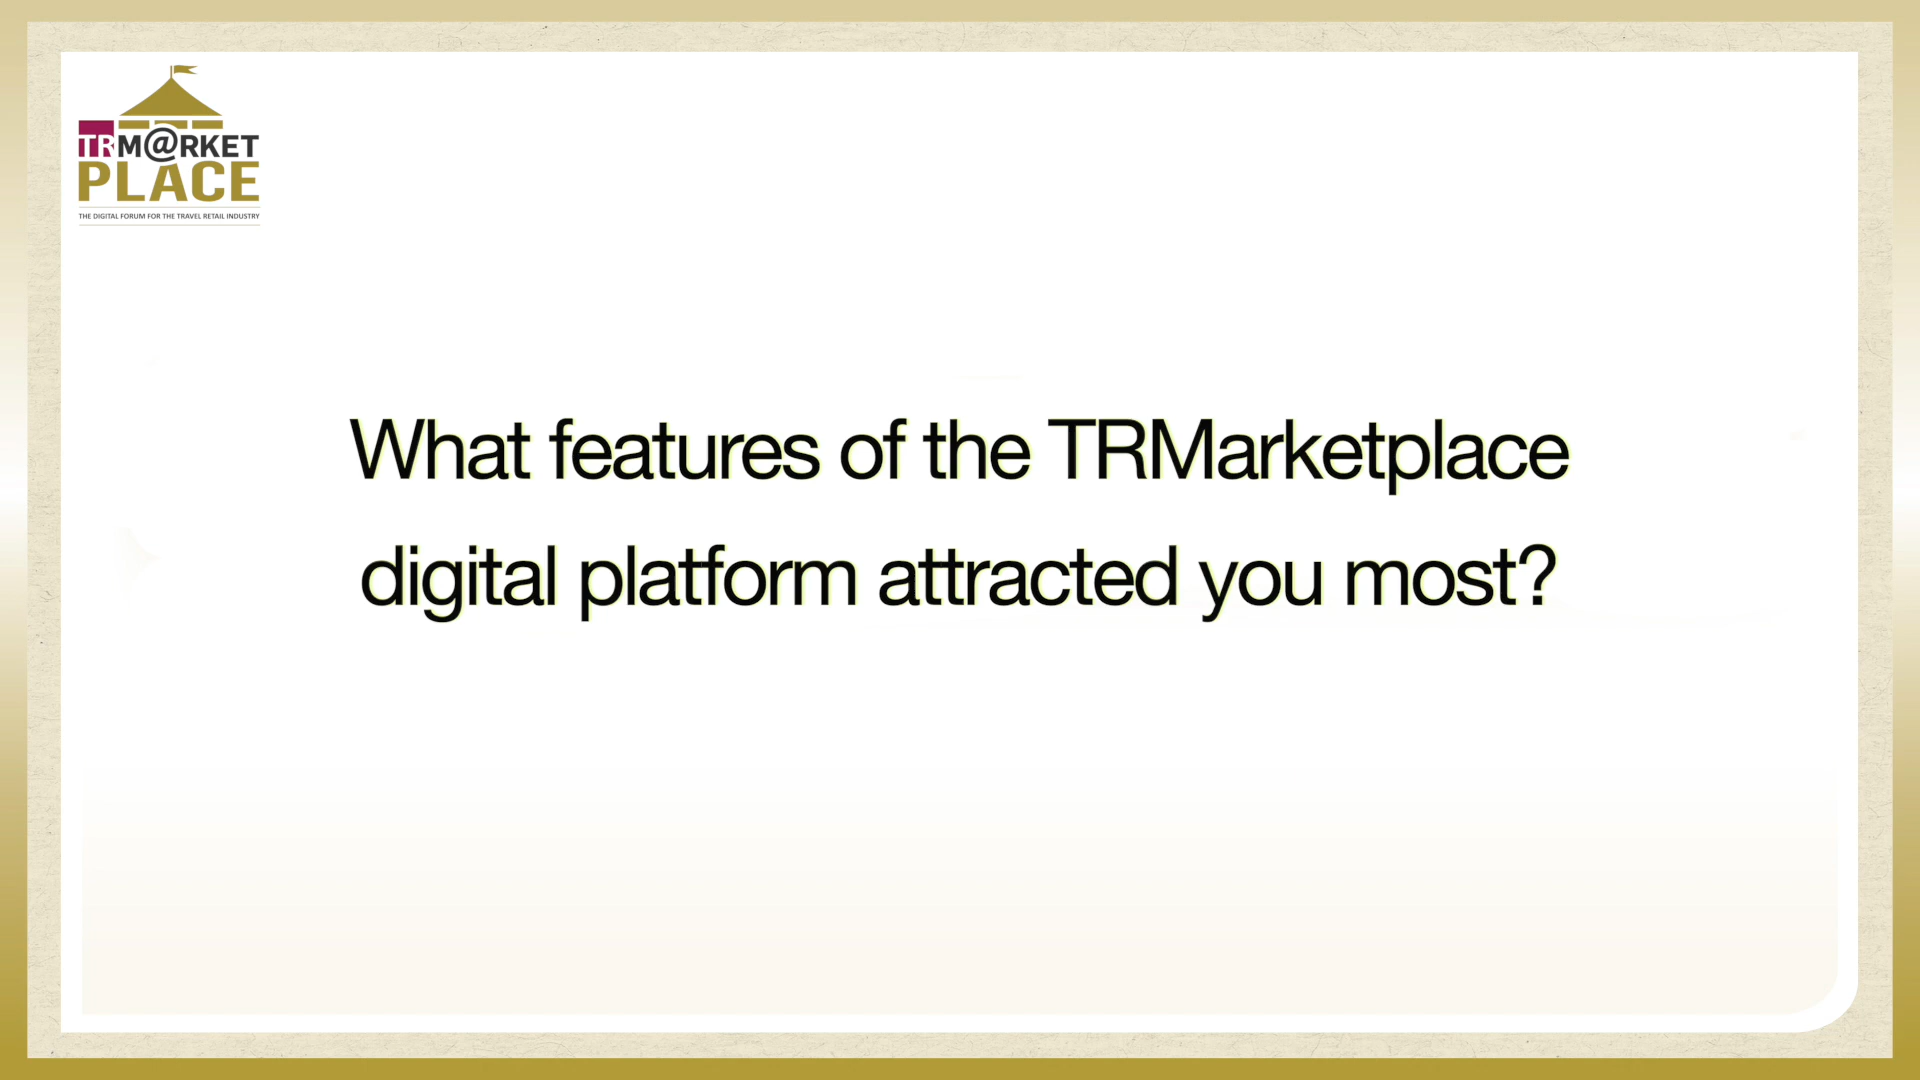 TRM@RKET
PLACE
THE DIGITAL FORUM FOR THE TRAVEL RETAIL INDUSTRY
What features of the TRMarketplace
digital platform attracted you most?